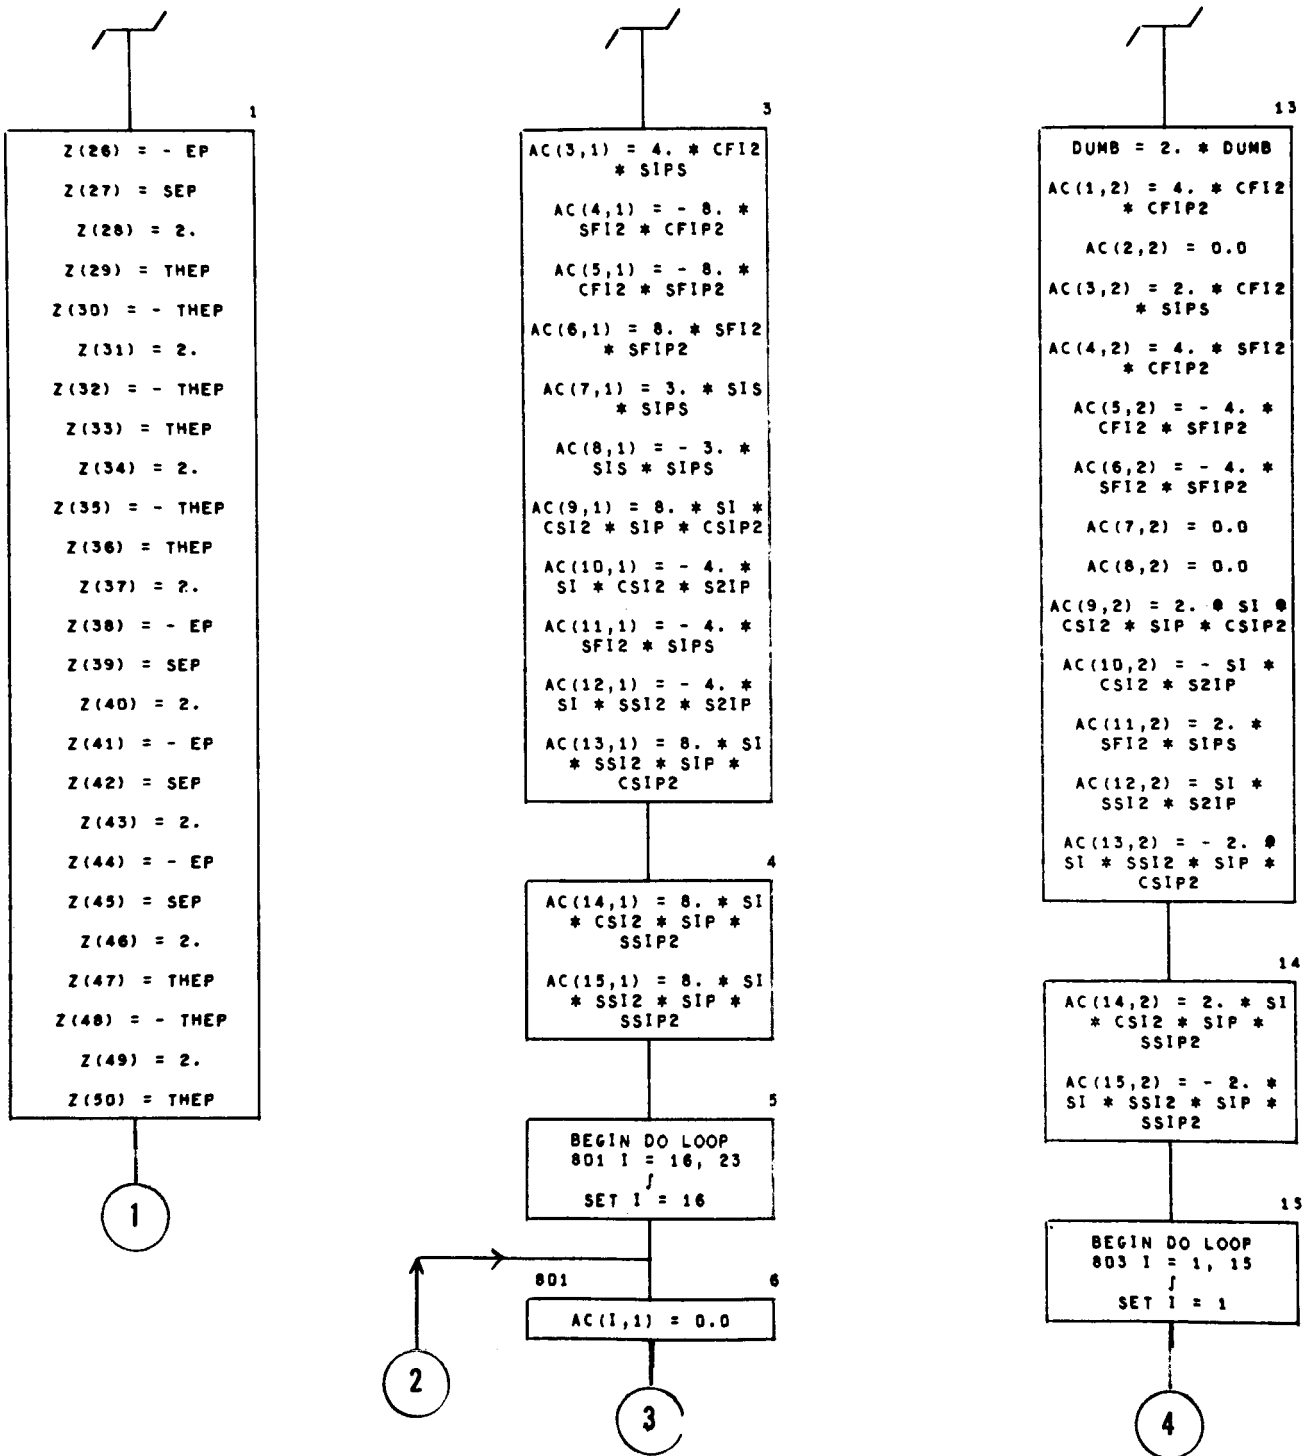 1
Z(26) = - EP
Z(27) = SEP
Z(28) = 2.
Z(29) = THEP
Z(30) = - THEP
Z(31) = 2.
Z(32) = - THEP
Z(33) = THEP
Z(34) = 2.
Z(35) = - THEP
Z(36) = THEP
Z(37) = 2.
Z(38) = - EP
Z(39) = SEP
Z(40) = 2.
Z(41) = - EP
Z(42) = SEP
Z(43) = 2.
Z(44) = - EP
Z(45) = SEP
Z(46) = 2.
Z(47) = THEP
Z(48) = - THEP
Z(49) = 2.
Z(50) = THEP
1
3
AC(3,1) = 4. * CFI2
* SIPS
AC(4,1) = - 8. *
SFI2 * CFIP2
AC(5,1) = - 8. *
CFI2 * SFIP2
AC(6,1) = 8. * SFI2
* SFIP2
AC(7,1) = 3. * SIS
* SIPS
AC(8,1) = - 3. *
SIS * SIPS
AC(9,1) = 8. * SI *
CSI2 * SIP * CSIP2
AC(10,1) = - 4. *
SI * CSI2 * S2IP
AC(11,1) = - 4. *
SFI2 * SIPS
AC(12,1) = - 4. *
SI * SSI2 * S2IP
AC(13,1) = 8. * SI
* SSI2 * SIP *
CSIP2
4
AC(14,1) = 8. * SI
* CSI2 * SIP *
SSIP2
AC(15,1) = 8. * SI
* SSI2 * SIP *
SSIP2
5
BEGIN DO LOOP
801 I = 16, 23
∫
SET I = 16
801 6
AC(I,1) = 0.0
2
3
13
DUMB = 2. * DUMB
AC(1,2) = 4. * CFI2
* CFIP2
AC(2,2) = 0.0
AC(3,2) = 2. * CFI2
* SIPS
AC(4,2) = 4. * SFI2
* CFIP2
AC(5,2) = - 4. *
CFI2 * SFIP2
AC(6,2) = - 4. *
SFI2 * SFIP2
AC(7,2) = 0.0
AC(8,2) = 0.0
AC(9,2) = 2. * SI *
CSI2 * SIP * CSIP2
AC(10,2) = - SI *
CSI2 * S2IP
AC(11,2) = 2. *
SFI2 * SIPS
AC(12,2) = SI *
SSI2 * S2IP
AC(13,2) = - 2. *
SI * SSI2 * SIP *
CSIP2
14
AC(14,2) = 2. * SI
* CSI2 * SIP *
SSIP2
AC(15,2) = - 2. *
SI * SSI2 * SIP *
SSIP2
15
BEGIN DO LOOP
803 I = 1, 15
∫
SET I = 1
4